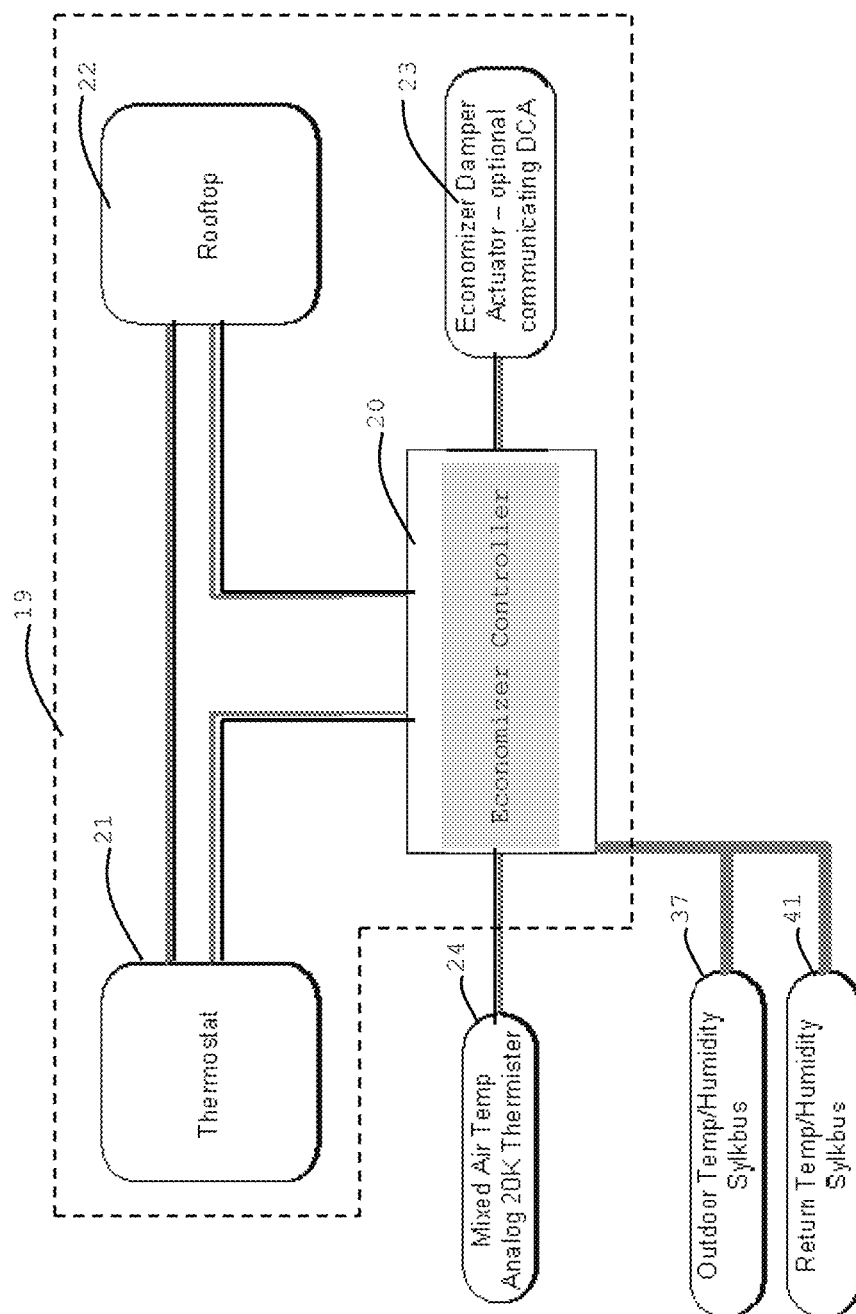 19
21
Thermostat
22
Rooftop
20
Economizer Controller
23
Economizer Damper
Actuator – optional
communicating DCA
24
Mixed Air Temp
Analog 20K Thermister
37
Outdoor Temp/Humidity
Sylkbus
41
Return Temp/Humidity
Sylkbus